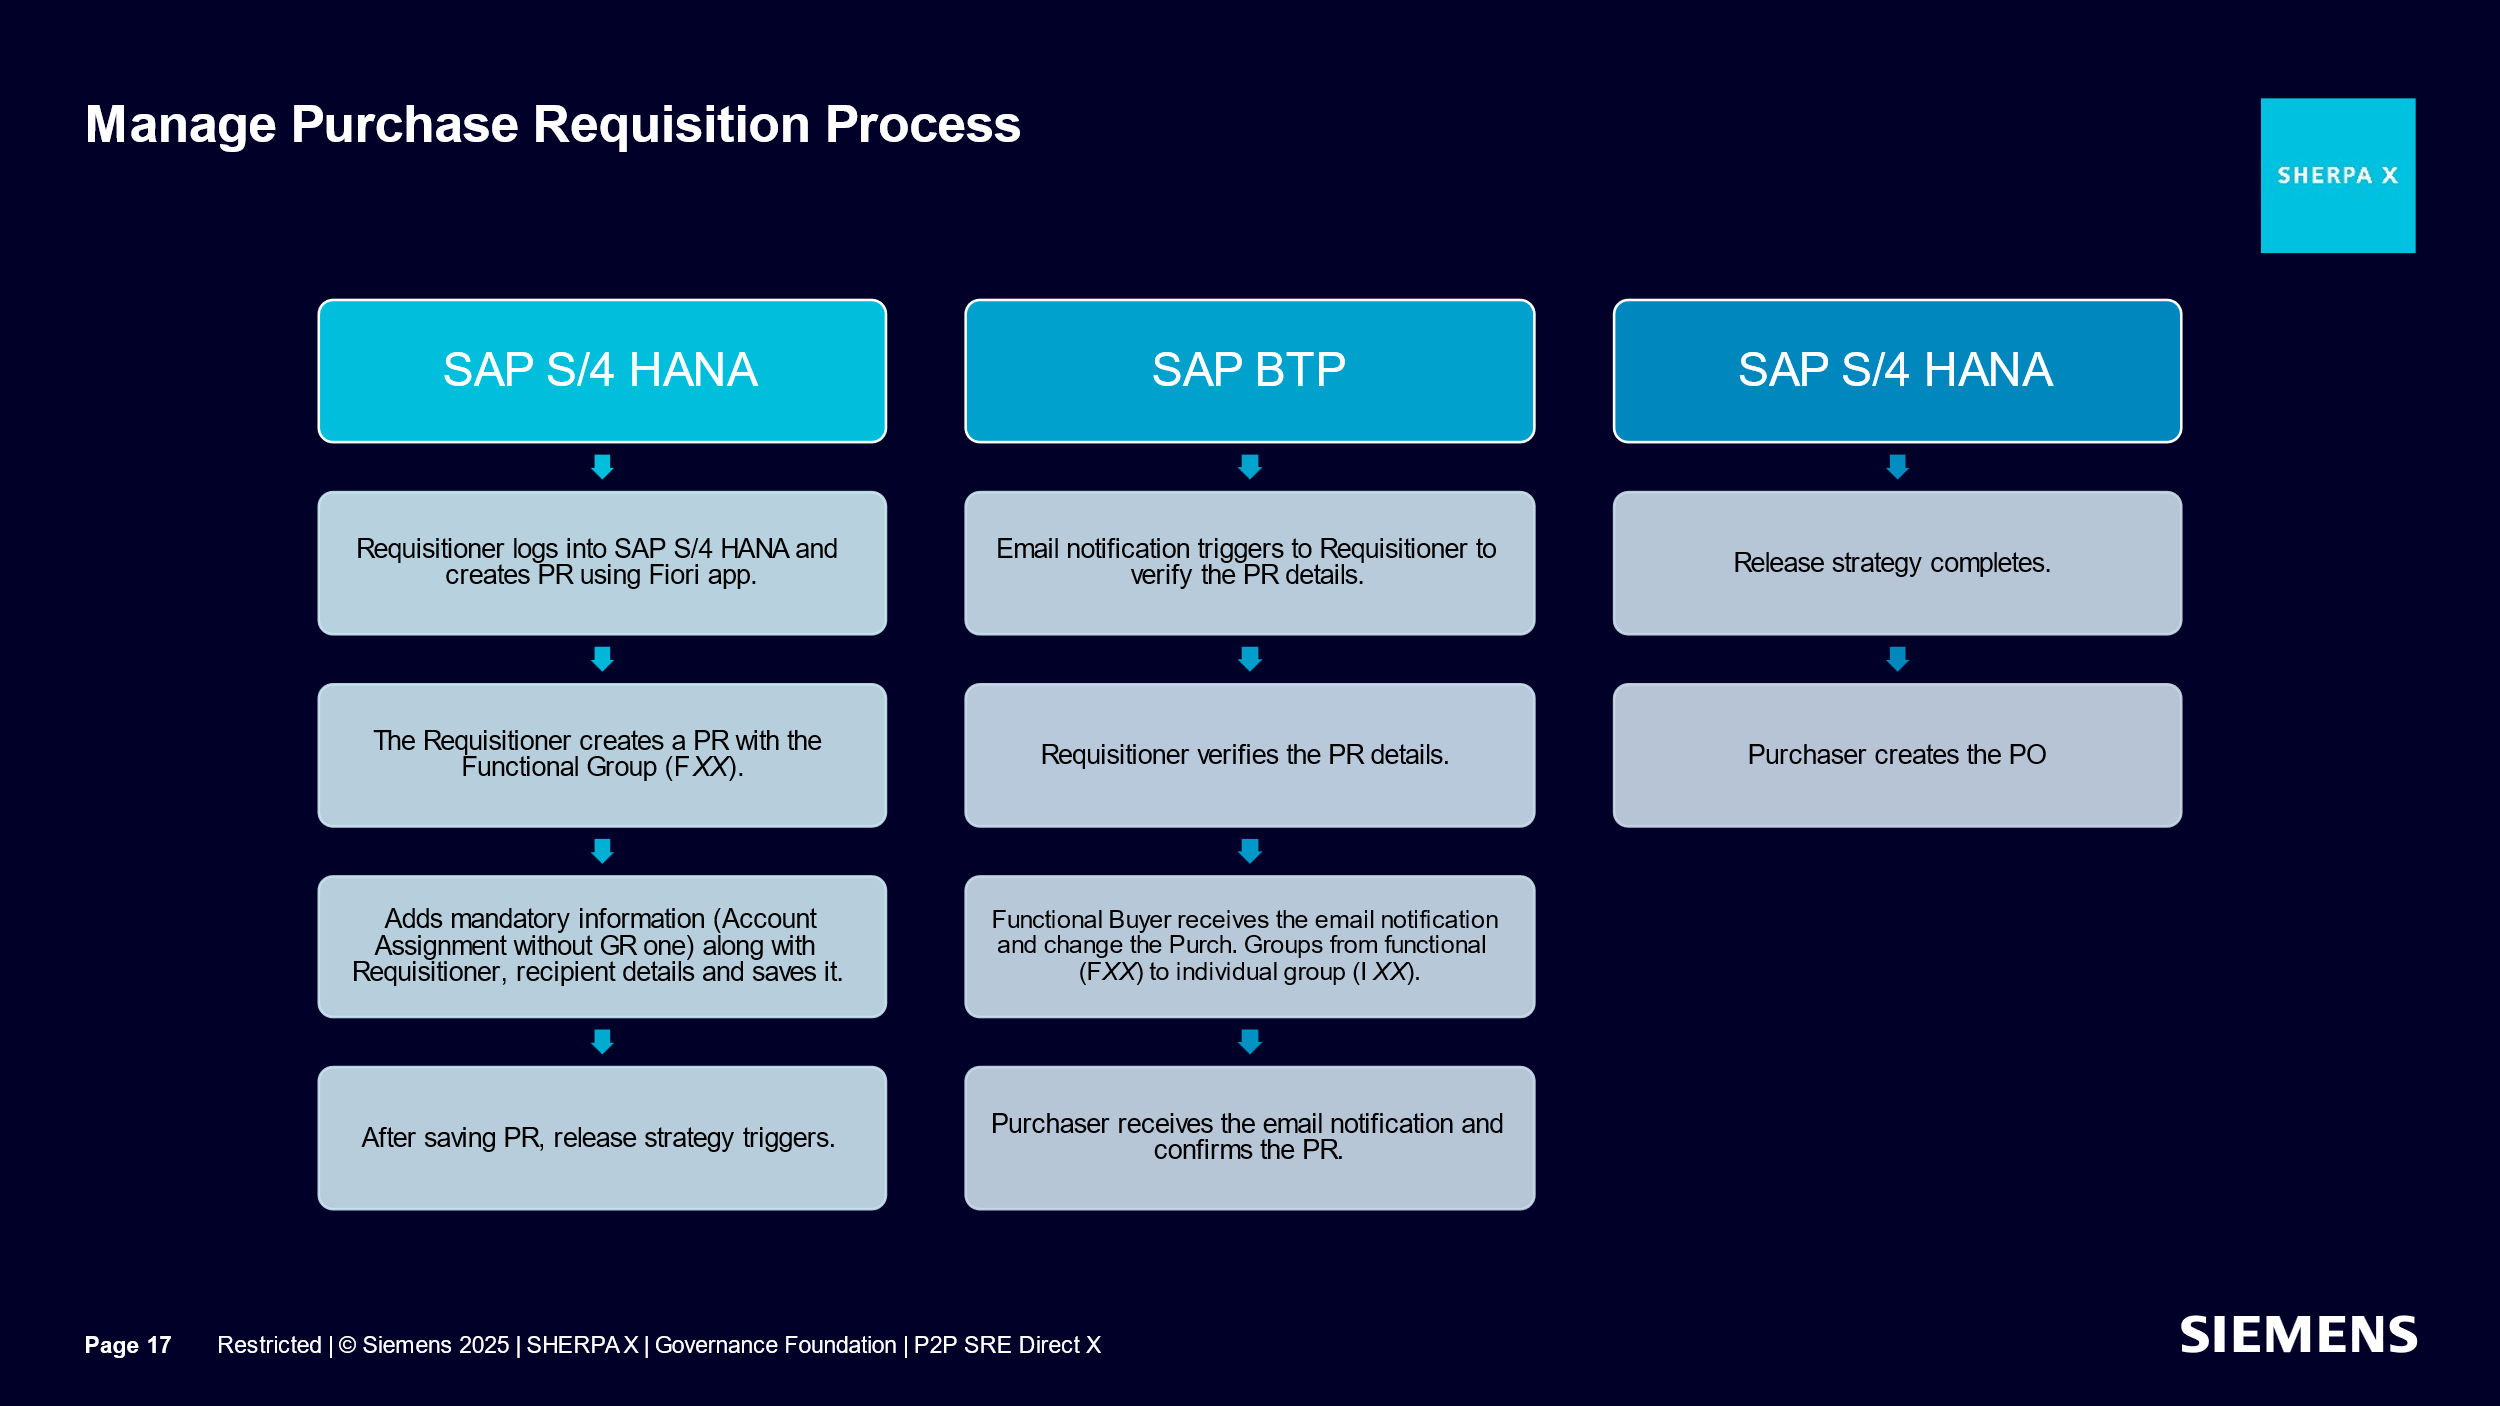 Manage Purchase Requisition Process
SHERPA X
SAP S/4 HANA
Requisitioner logs into SAP S/4 HANA and
creates PR using Fiori app.
The Requisitioner creates a PR with the
Functional Group (FXX).
Adds mandatory information (Account
Assignment without GR one) along with
Requisitioner, recipient details and saves it.
After saving PR, release strategy triggers.
SAP BTP
Email notification triggers to Requisitioner to
verify the PR details.
Requisitioner verifies the PR details.
Functional Buyer receives the email notification
and change the Purch. Groups from functional
(FXX) to individual group (I XX).
Purchaser receives the email notification and
confirms the PR.
SAP S/4 HANA
Release strategy completes.
Purchaser creates the PO
Page 17 Restricted | © Siemens 2025 | SHERPA X | Governance Foundation | P2P SRE Direct X
SIEMENS